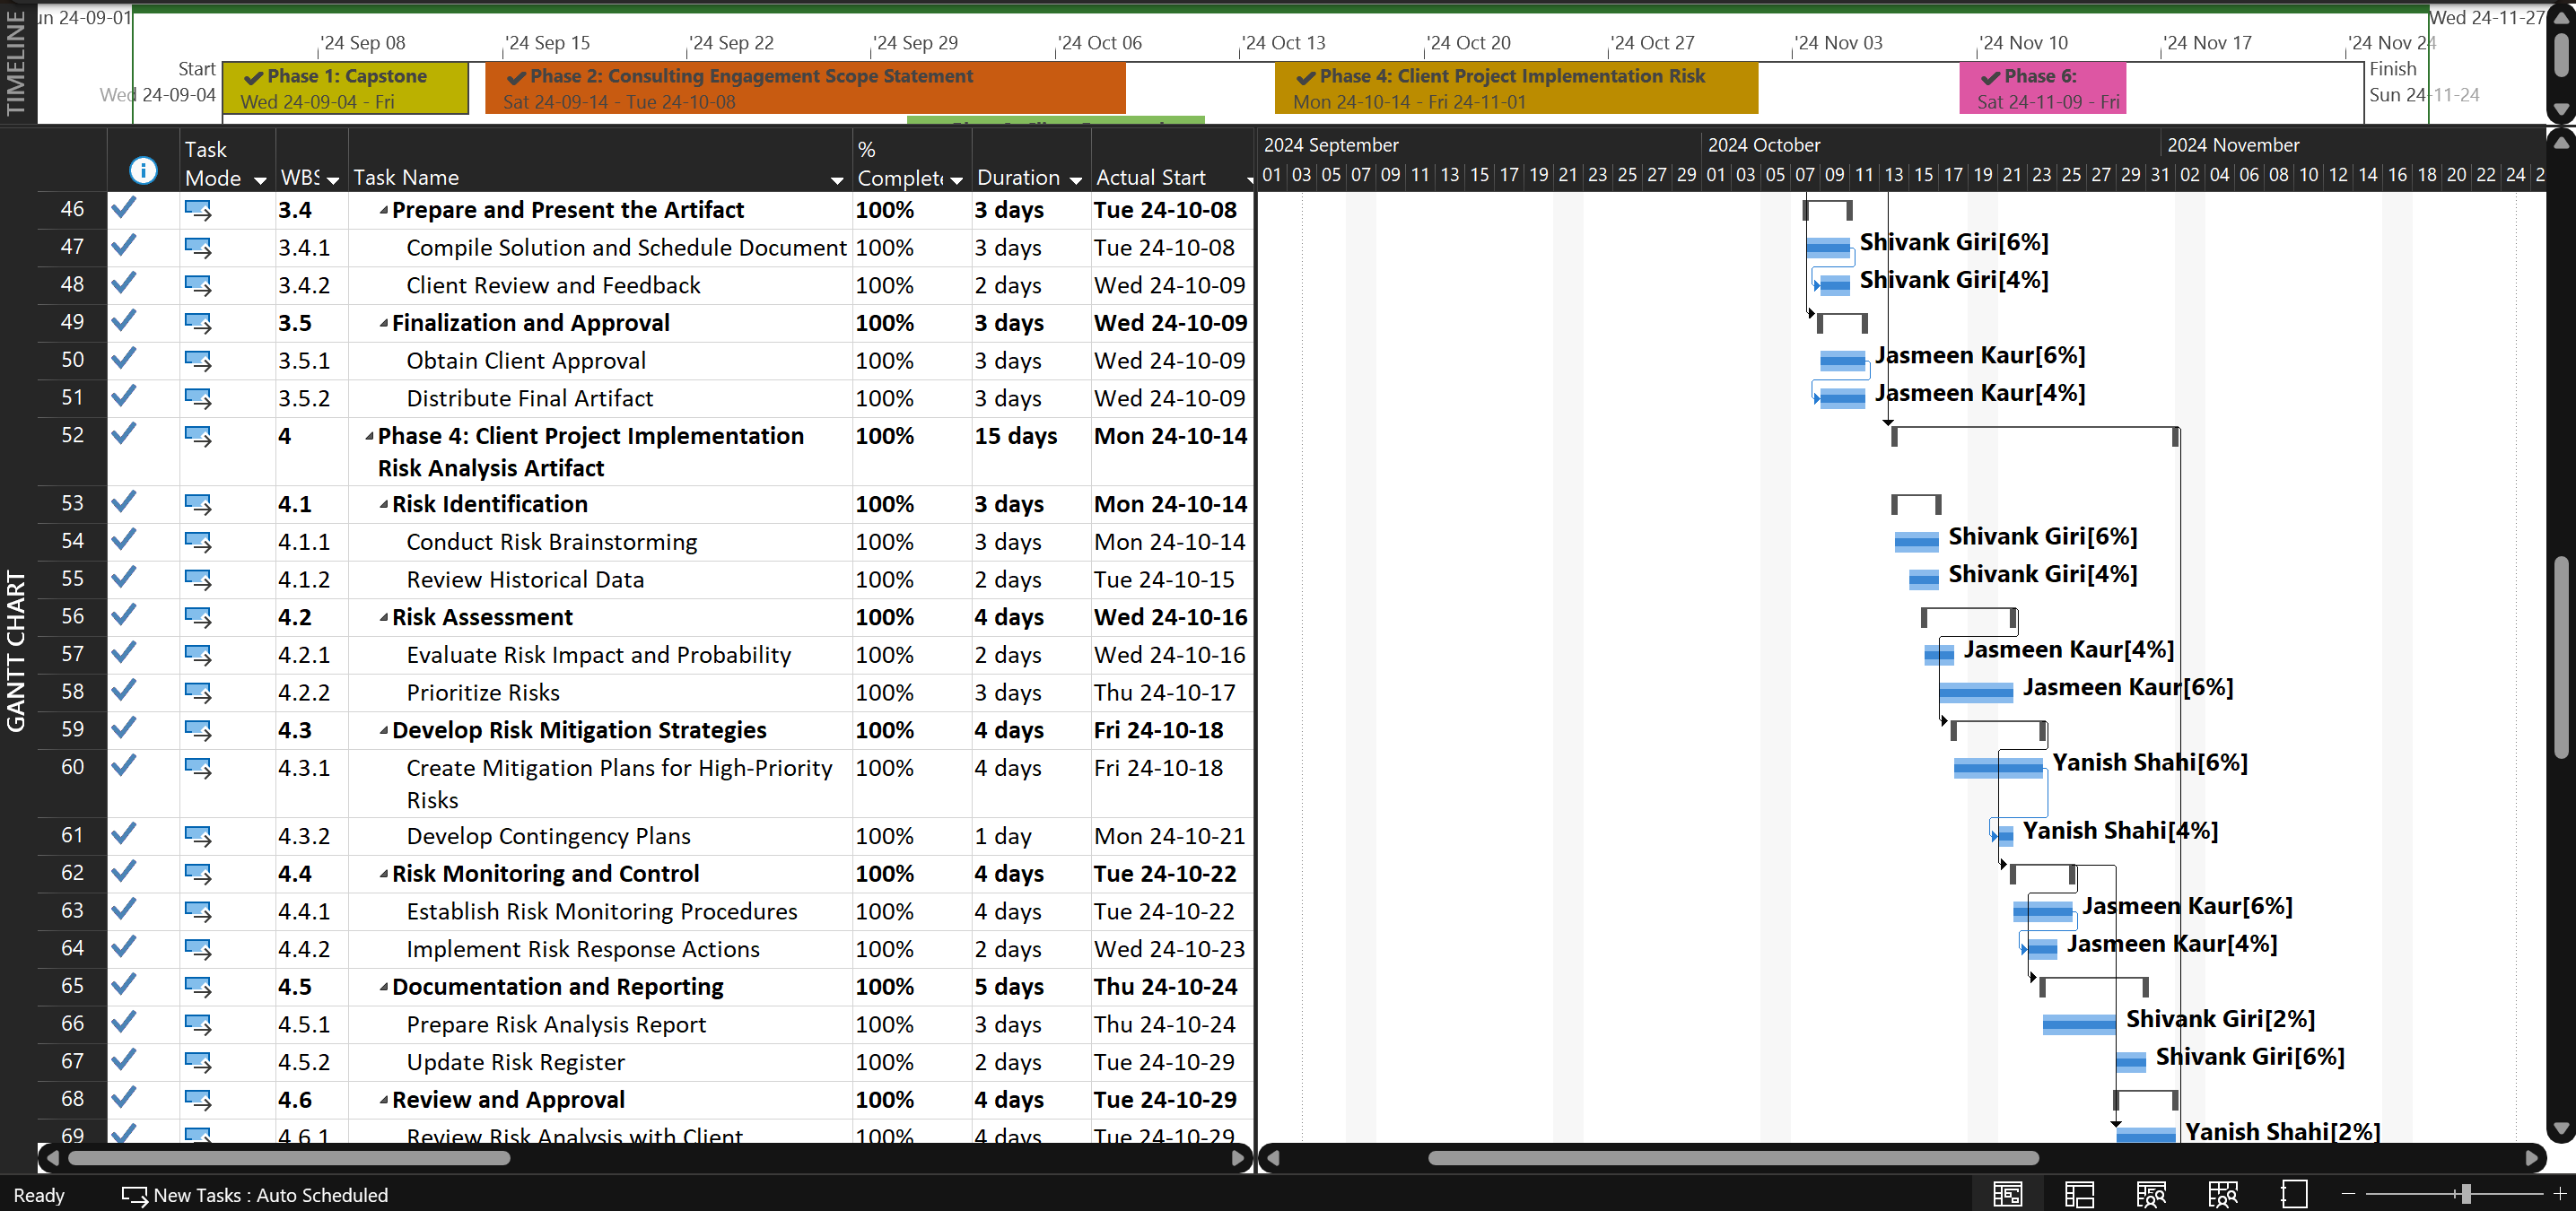 TIMELINE
Sun 24-09-01
Wed 24-11-27
'24 Sep 08 '24 Sep 15 '24 Sep 22 '24 Sep 29 '24 Oct 06 '24 Oct 13 '24 Oct 20 '24 Oct 27 '24 Nov 03 '24 Nov 10 '24 Nov 17 '24 Nov 24
Start
Wed 24-09-04
Phase 1: Capstone
Wed 24-09-04 - Fri
Phase 2: Consulting Engagement Scope Statement
Sat 24-09-14 - Tue 24-10-08
Phase 4: Client Project Implementation Risk
Mon 24-10-14 - Fri 24-11-01
Phase 6:
Sat 24-11-09 - Fri
Finish
Sun 24-11-24
GANTT CHART
Task Mode WBS Task Name % Complete Duration Actual Start
2024 September 2024 October 2024 November
01 03 05 07 09 11 13 15 17 19 21 23 25 27 29 01 03 05 07 09 11 13 15 17 19 21 23 25 27 29 31 02 04 06 08 10 12 14 16 18 20 22 24 2
46 3.4 Prepare and Present the Artifact 100% 3 days Tue 24-10-08
47 3.4.1 Compile Solution and Schedule Document 100% 3 days Tue 24-10-08 Shivank Giri[6%]
48 3.4.2 Client Review and Feedback 100% 2 days Wed 24-10-09 Shivank Giri[4%]
49 3.5 Finalization and Approval 100% 3 days Wed 24-10-09
50 3.5.1 Obtain Client Approval 100% 3 days Wed 24-10-09 Jasmeen Kaur[6%]
51 3.5.2 Distribute Final Artifact 100% 3 days Wed 24-10-09 Jasmeen Kaur[4%]
52 4 Phase 4: Client Project Implementation 100% 15 days Mon 24-10-14
Risk Analysis Artifact
53 4.1 Risk Identification 100% 3 days Mon 24-10-14
54 4.1.1 Conduct Risk Brainstorming 100% 3 days Mon 24-10-14 Shivank Giri[6%]
55 4.1.2 Review Historical Data 100% 2 days Tue 24-10-15 Shivank Giri[4%]
56 4.2 Risk Assessment 100% 4 days Wed 24-10-16
57 4.2.1 Evaluate Risk Impact and Probability 100% 2 days Wed 24-10-16 Jasmeen Kaur[4%]
58 4.2.2 Prioritize Risks 100% 3 days Thu 24-10-17 Jasmeen Kaur[6%]
59 4.3 Develop Risk Mitigation Strategies 100% 4 days Fri 24-10-18
60 4.3.1 Create Mitigation Plans for High-Priority 100% 4 days Fri 24-10-18 Yanish Shahi[6%]
Risks
61 4.3.2 Develop Contingency Plans 100% 1 day Mon 24-10-21 Yanish Shahi[4%]
62 4.4 Risk Monitoring and Control 100% 4 days Tue 24-10-22
63 4.4.1 Establish Risk Monitoring Procedures 100% 4 days Tue 24-10-22 Jasmeen Kaur[6%]
64 4.4.2 Implement Risk Response Actions 100% 2 days Wed 24-10-23 Jasmeen Kaur[4%]
65 4.5 Documentation and Reporting 100% 5 days Thu 24-10-24
66 4.5.1 Prepare Risk Analysis Report 100% 3 days Thu 24-10-24 Shivank Giri[2%]
67 4.5.2 Update Risk Register 100% 2 days Tue 24-10-29 Shivank Giri[6%]
68 4.6 Review and Approval 100% 4 days Tue 24-10-29
69 4.6.1 Review Risk Analysis with Client 100% 4 days Tue 24-10-29 Yanish Shahi[2%]
Ready New Tasks : Auto Scheduled